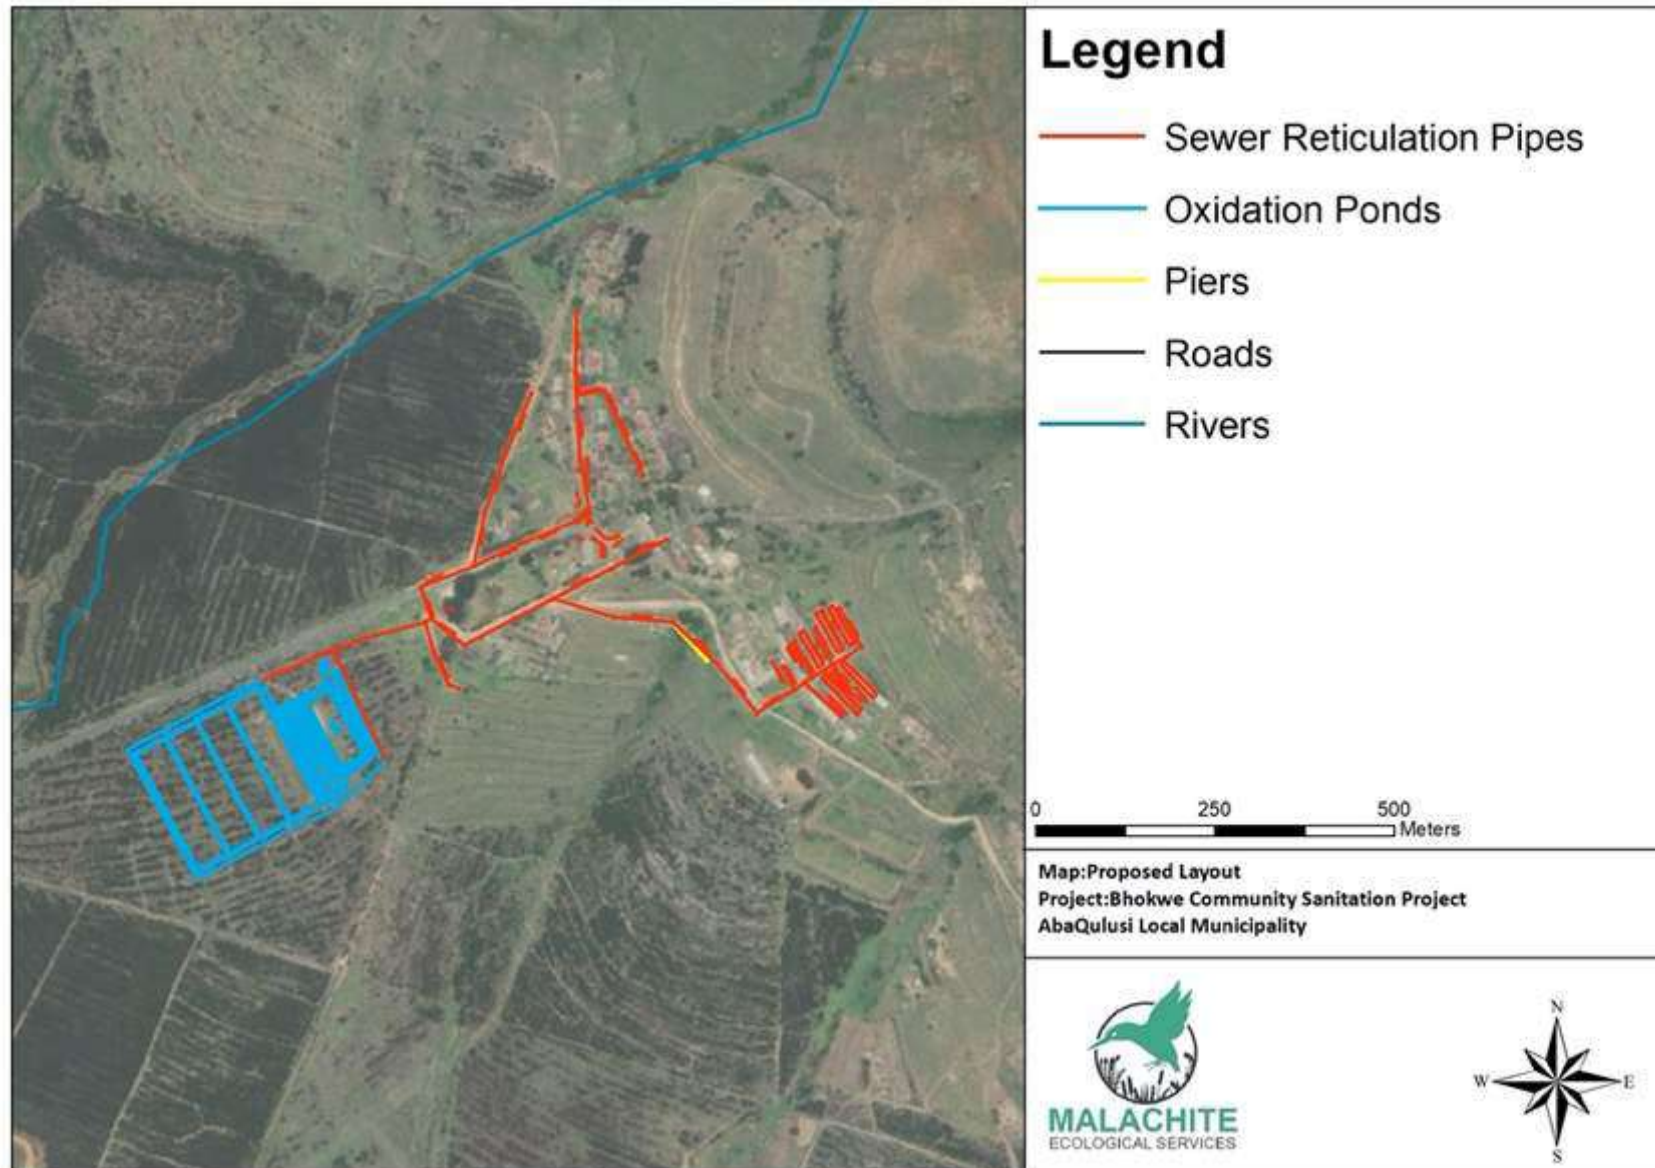 Legend
Sewer Reticulation Pipes
Oxidation Ponds
Piers
Roads
Rivers
0 250 500
Meters
Map:Proposed Layout
Project:Bhokwe Community Sanitation Project
AbaQulusi Local Municipality
MALACHITE
ECOLOGICAL SERVICES
N
W E
S